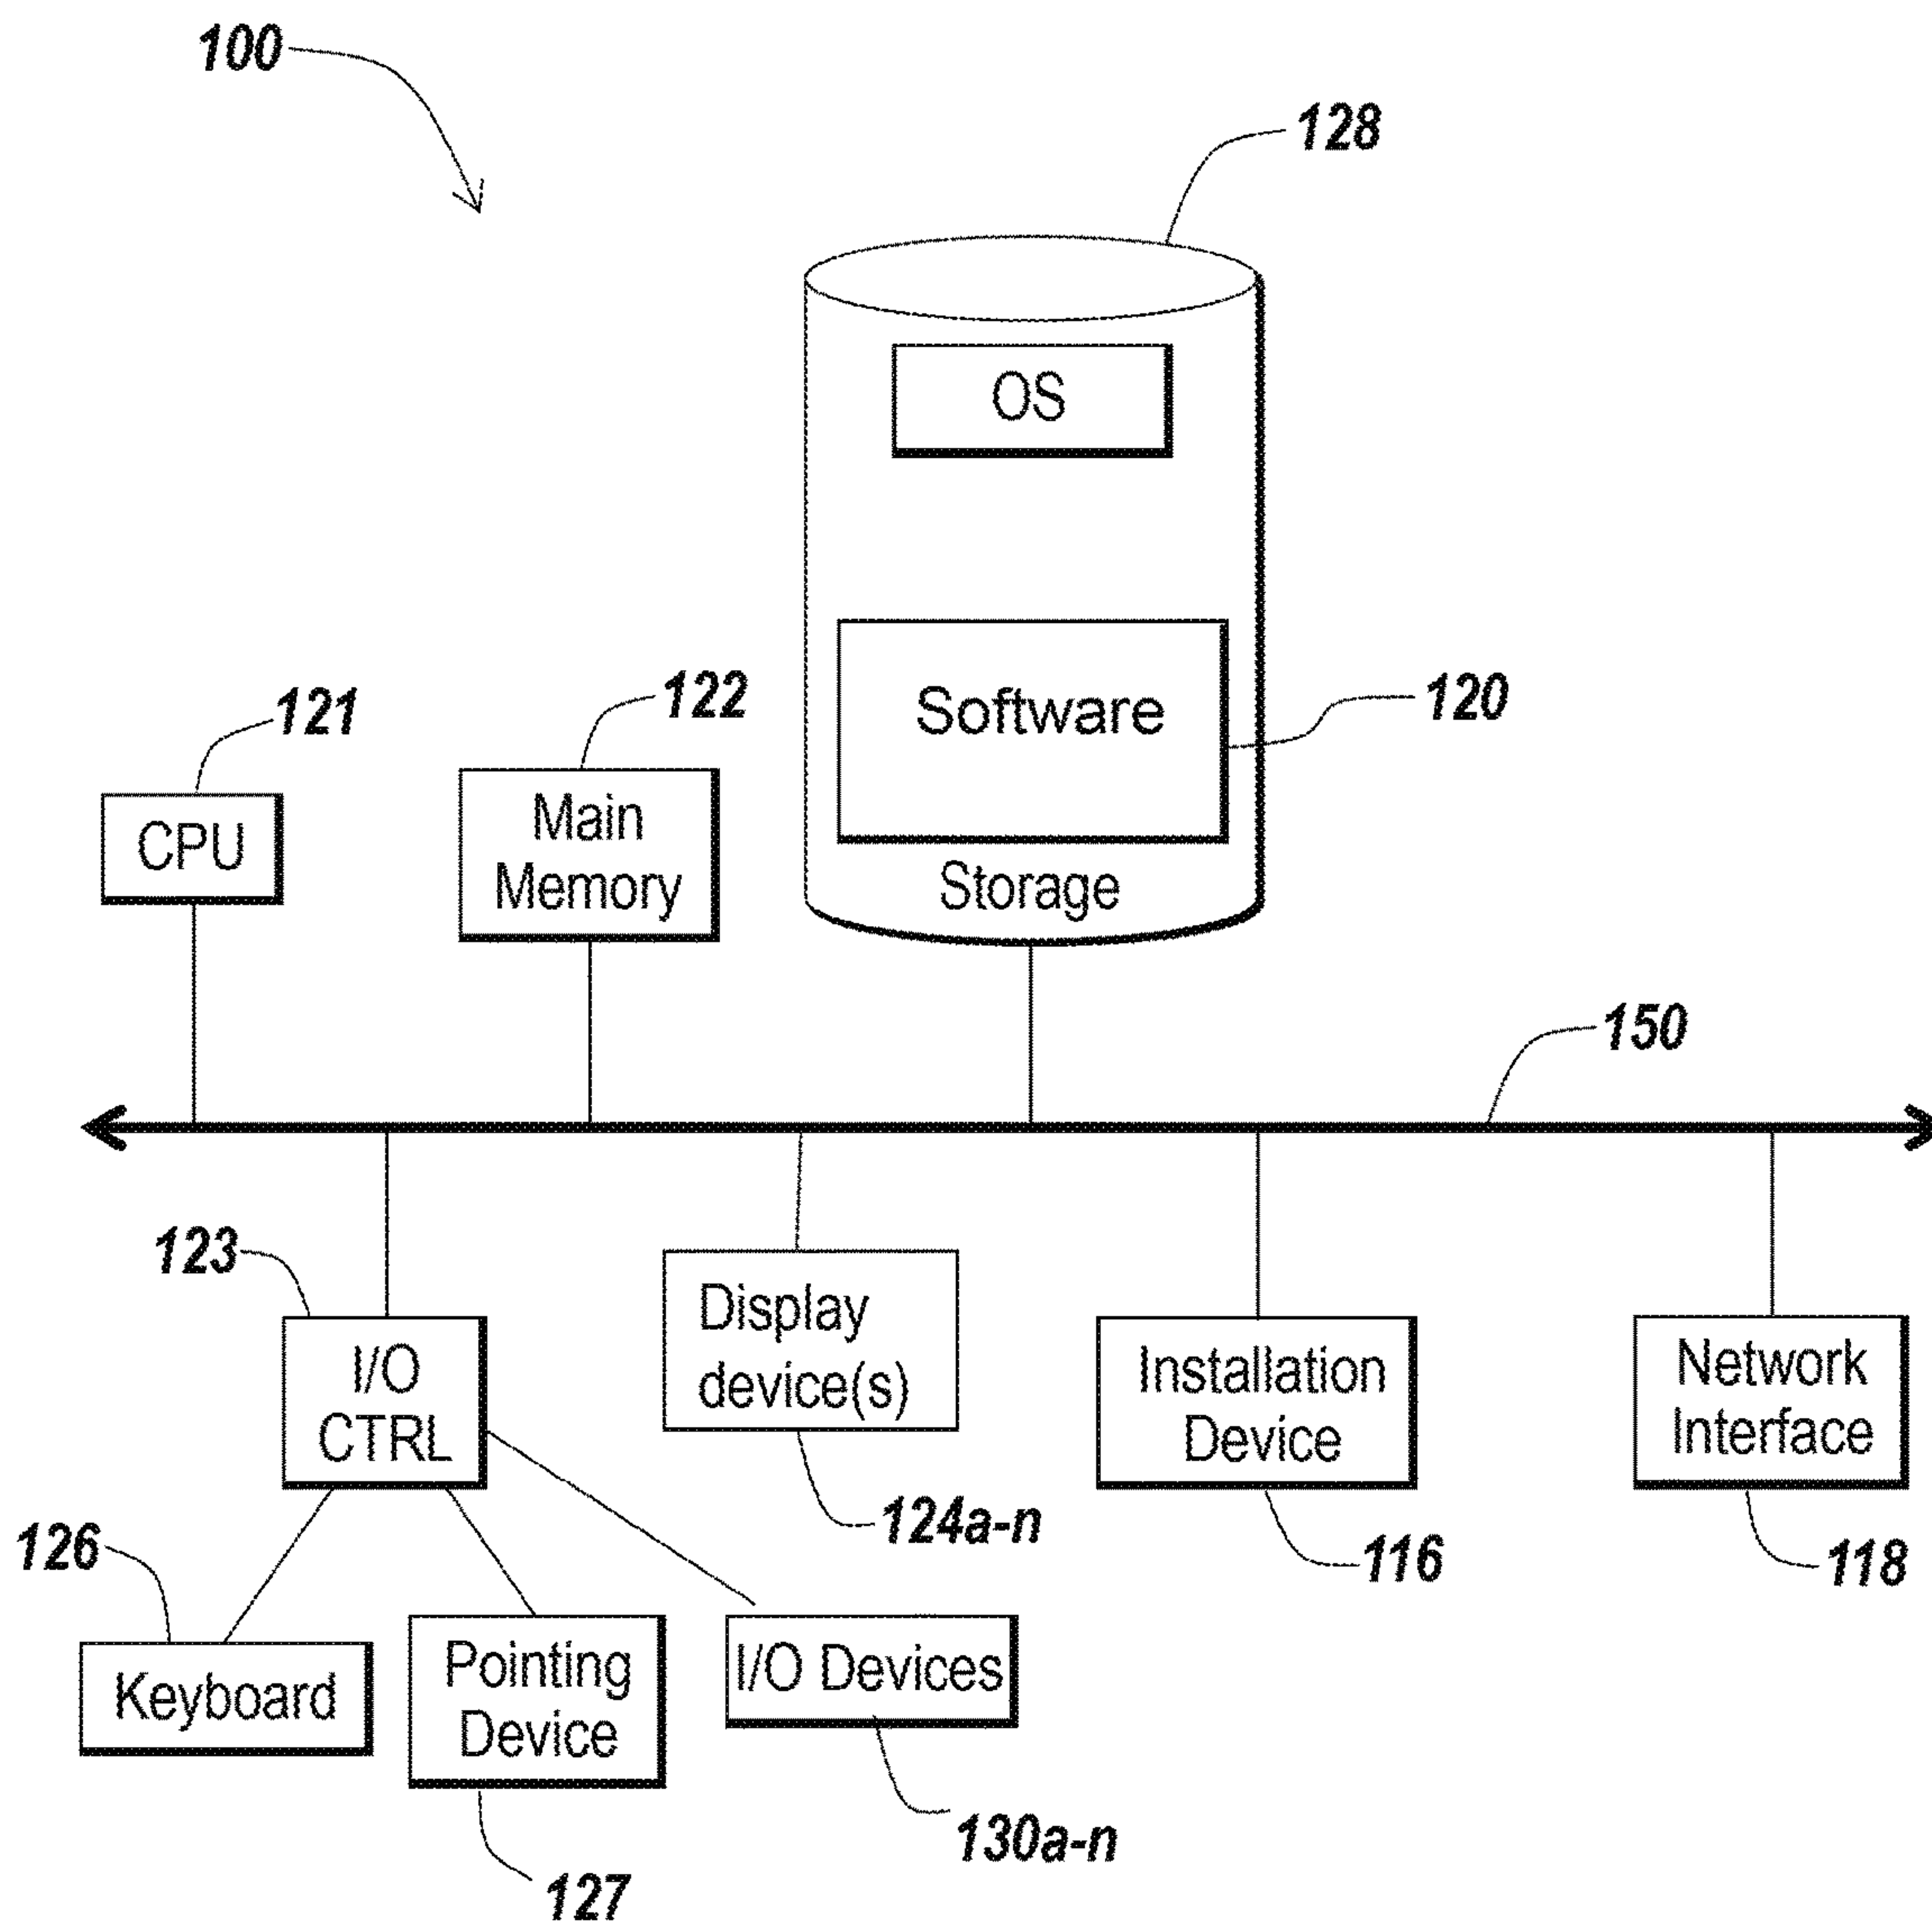 100
128
OS
Software
120
Storage
121
CPU
122
Main
Memory
150
123
I/O
CTRL
Display
device(s)
124a-n
Installation
Device
116
Network
Interface
118
126
Keyboard
Pointing
Device
127
I/O Devices
130a-n